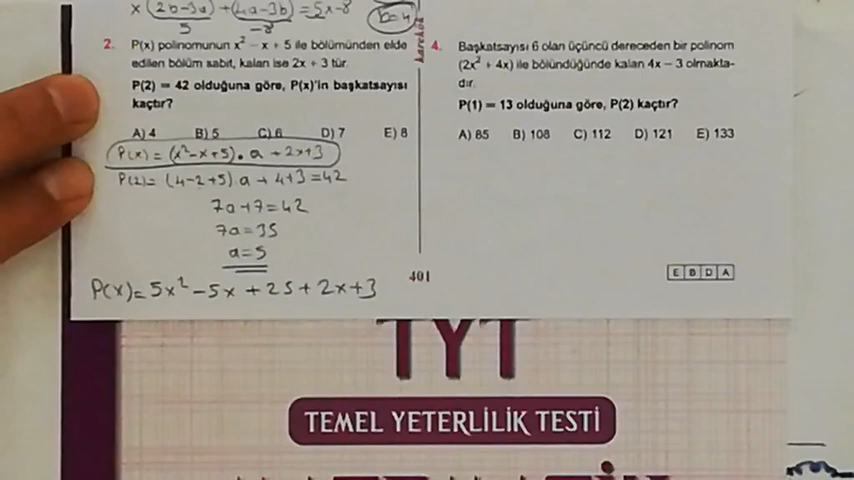 x (2b-3a) + (4a-3b) = 5x-8
5
-8
b=4
karekök
2. P(x) polinomunun x² - x + 5 ile bölümünden elde
edilen bölüm sabit, kalan ise 2x + 3 tür.
P(2) = 42 olduğuna göre, P(x)'in başkatsayısı
kaçtır?
A) 4 B) 5 C) 6 D) 7 E) 8
P(x) = (x²-x+5) . a + 2x+3
P(2) = (4-2+5) . a + 4+3 = 42
7a+7=42
7a=35
a=5
P(x) = 5x² - 5x + 25 + 2x + 3
4. Başkatsayısı 6 olan üçüncü dereceden bir polinom
(2x² + 4x) ile bölündüğünde kalan 4x - 3 olmakta-
dır.
P(1) = 13 olduğuna göre, P(2) kaçtır?
A) 85 B) 108 C) 112 D) 121 E) 133
401
E B D A
TYT
TEMEL YETERLİLİK TESTİ